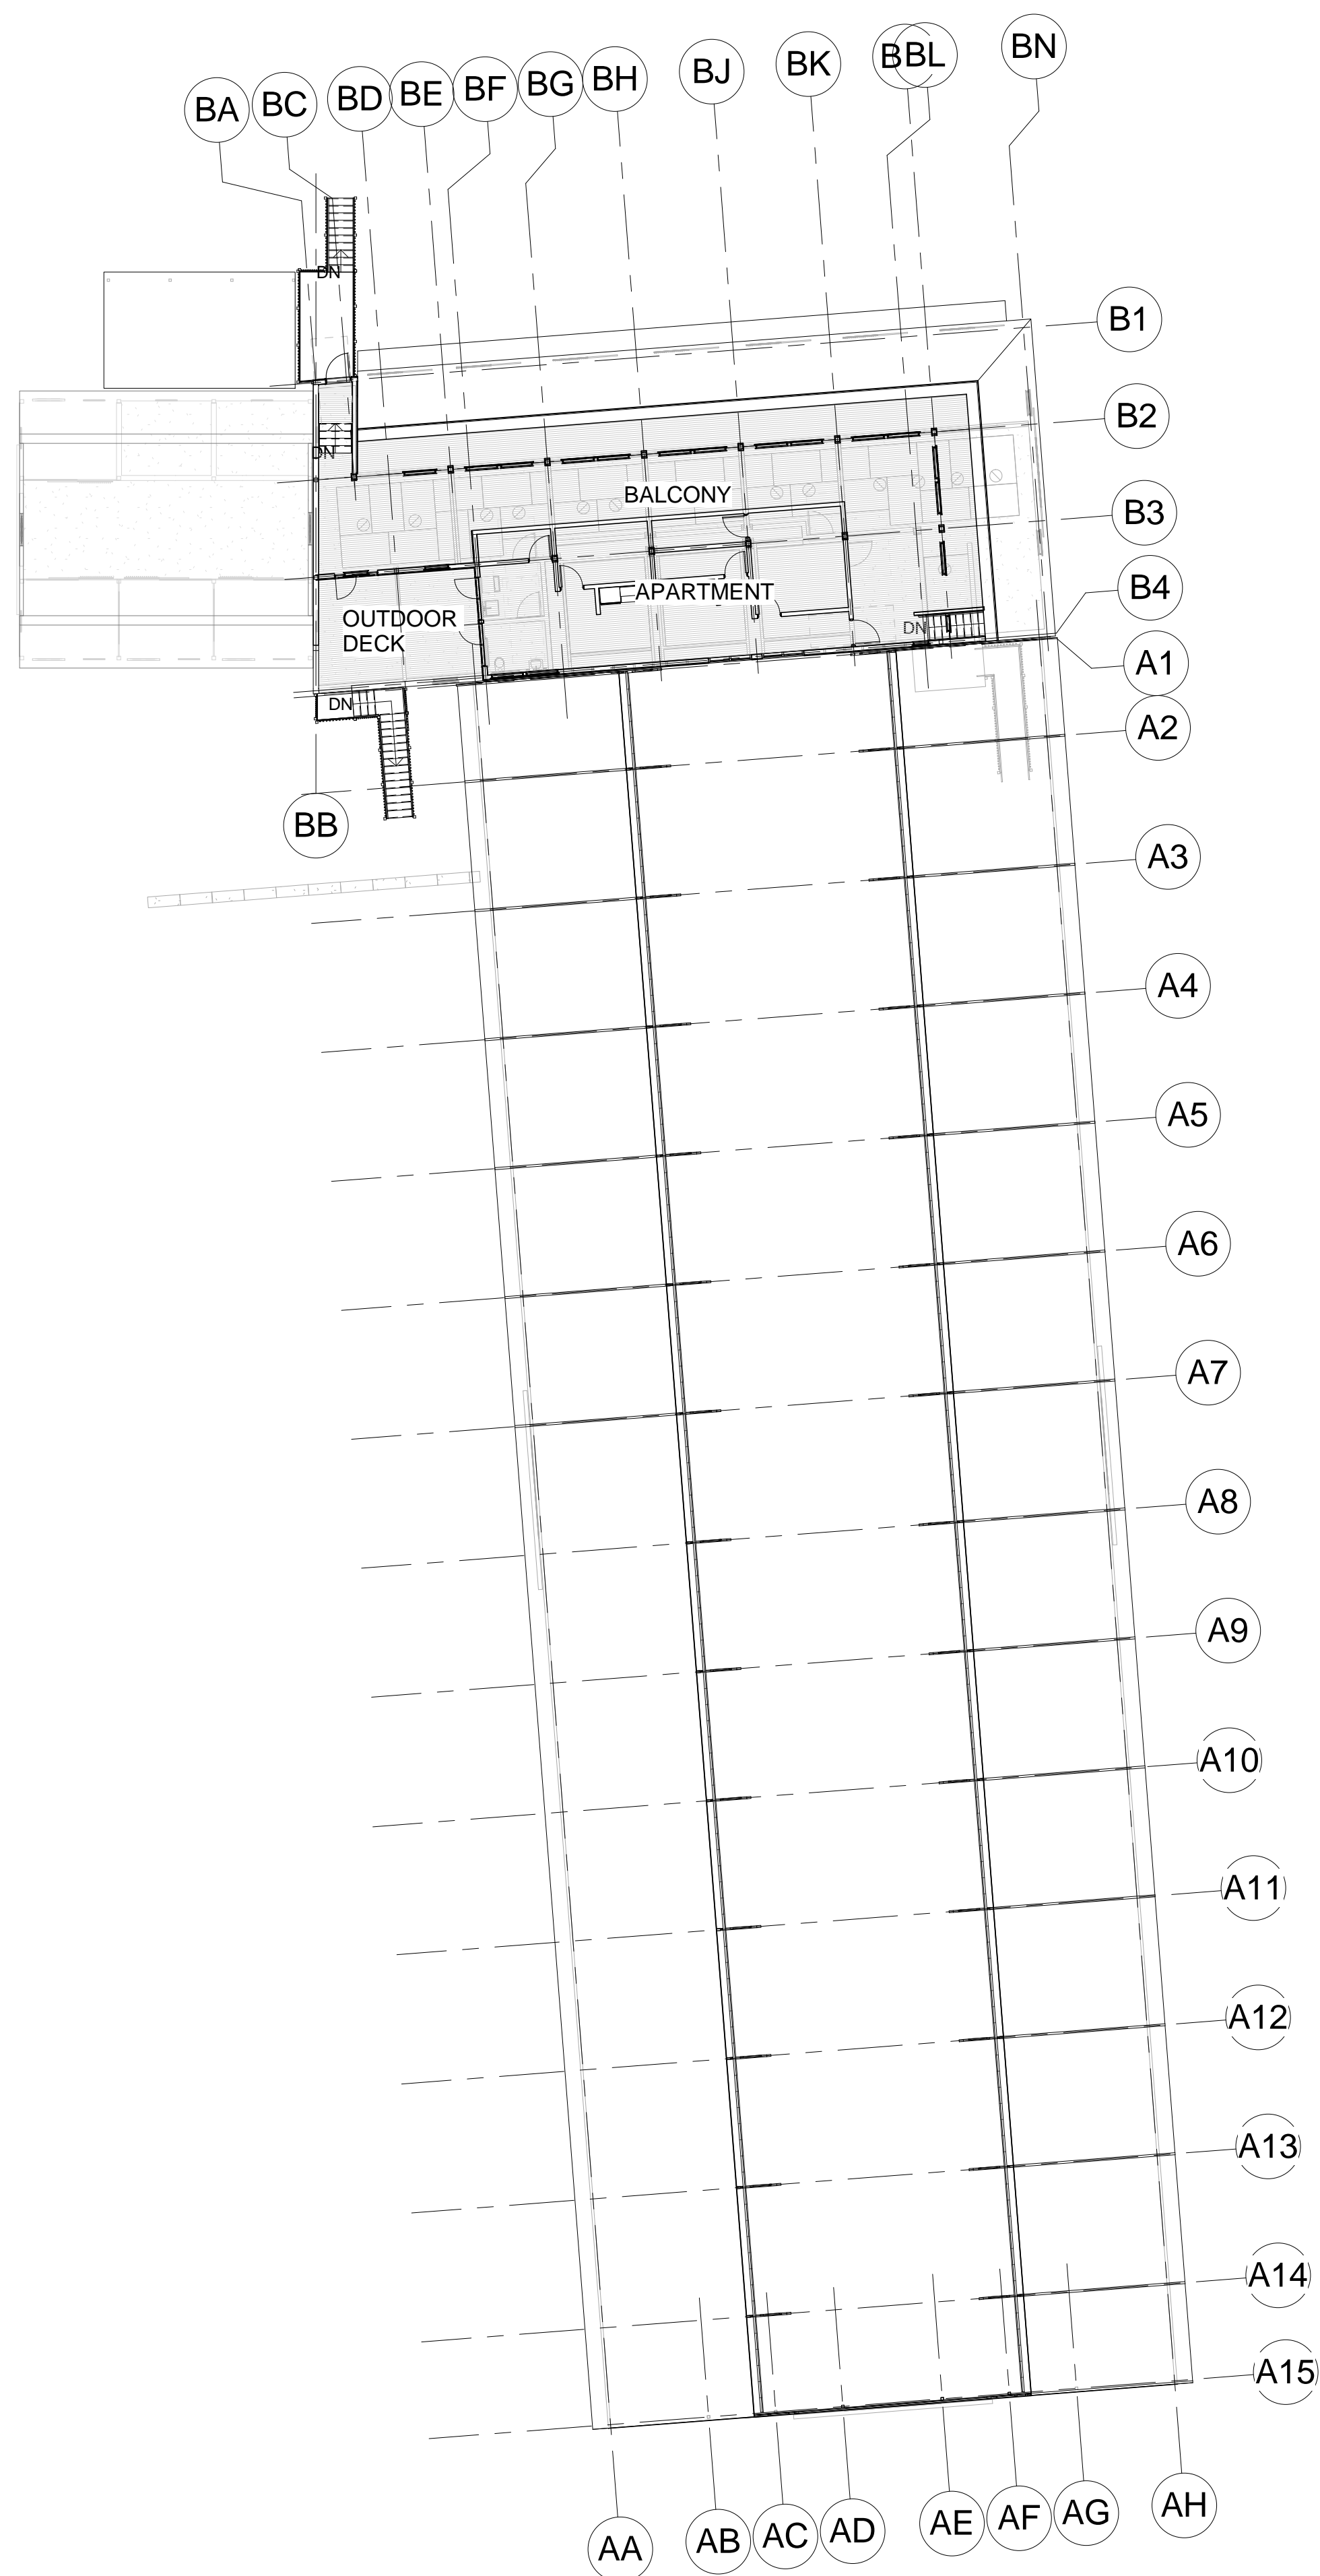 BA
BC
BD
BE
BF
BG
BH
BJ
BK
BL
BN
B1
B2
B3
B4
A1
A2
A3
A4
A5
A6
A7
A8
A9
A10
A11
A12
A13
A14
A15
DN
DN
BALCONY
APARTMENT
OUTDOOR
DECK
DN
DN
BB
AA
AB
AC
AD
AE
AF
AG
AH